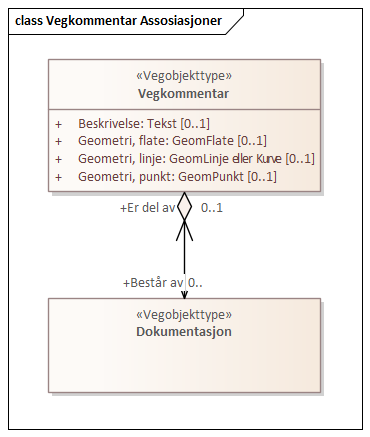 class Vegkommentar Assosiasjoner
«Vegobjekttype»
Vegkommentar
+ Beskrivelse: Tekst [0..1]
+ Geometri, flate: GeomFlate [0..1]
+ Geometri, linje: GeomLinje eller Kurve [0..1]
+ Geometri, punkt: GeomPunkt [0..1]
+Er del av 0..1
+Består av 0..
«Vegobjekttype»
Dokumentasjon